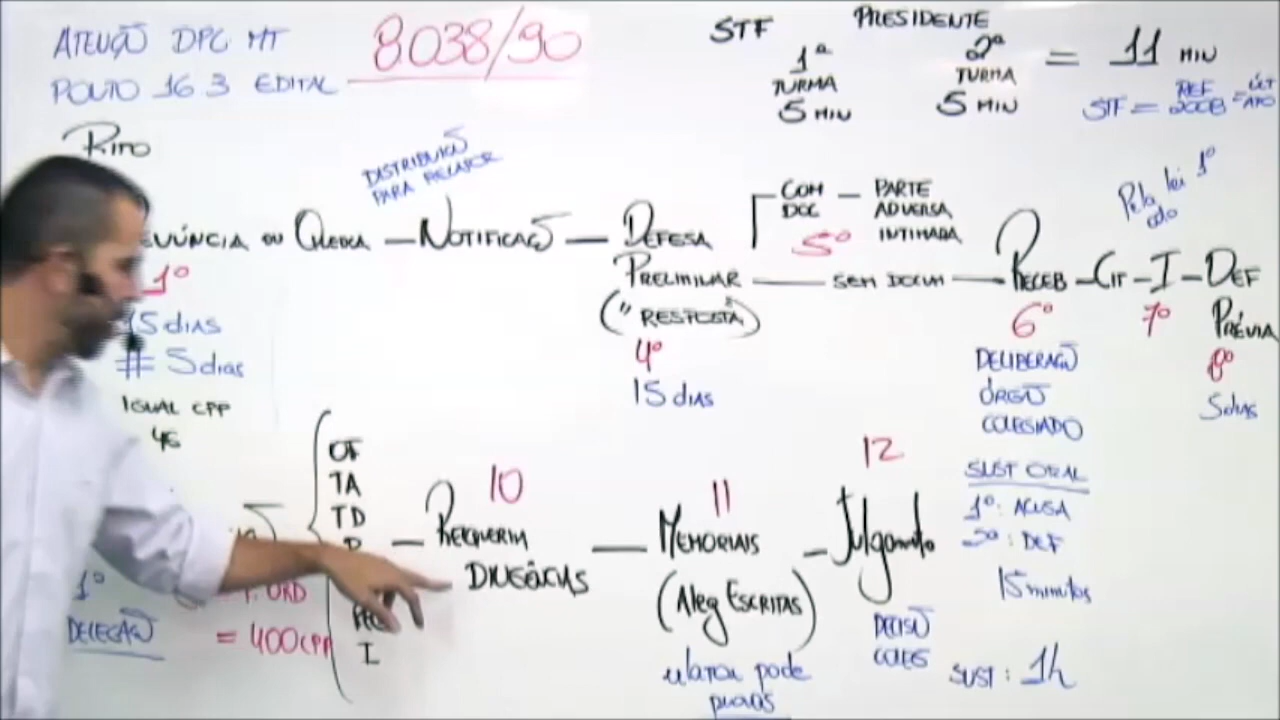 ATENÇÃO DPC MT
PONTO 16 3 EDITAL
8038/90
STF PRESIDENTE
1ª TURMA 5 MIN
2ª TURMA 5 MIN
= 11 MIN
STF = REF 2008 = ÚLT ATO
RITO
DISTRIBUIÇÃO
PARA RELATOR
Pela lei 1º
ato
OU QUEIXA — NOTIFICAÇÃO — DEFESA
PRELIMINAR
(" RESPOSTA")
COM DOC — PARTE
ADVERSA
INTIMADA
5º
SEM DOCUM — RECEB — CIT — I — DEF
PRÉVIA
1º
15 dias
# 5 dias
IGUAL CPP
46
4º
15 dias
6º
DELIBERAÇÃO
ÓRGÃO
COLEGIADO
7º
8º
5 dias
SUST ORAL
1º: ACUSA
2º: DEF
15 minutos
SUST: 1h
OF
TA
TD
P
I
1º
DELEGAÇÃO
ORD
= 400 CPP
10
— REQUERIM
DILIGÊNCIAS
11
— MEMORIAIS
(Aleg ESCRITAS)
relator pode
provas
12
— Julgamento
DECISÃO
COLEG